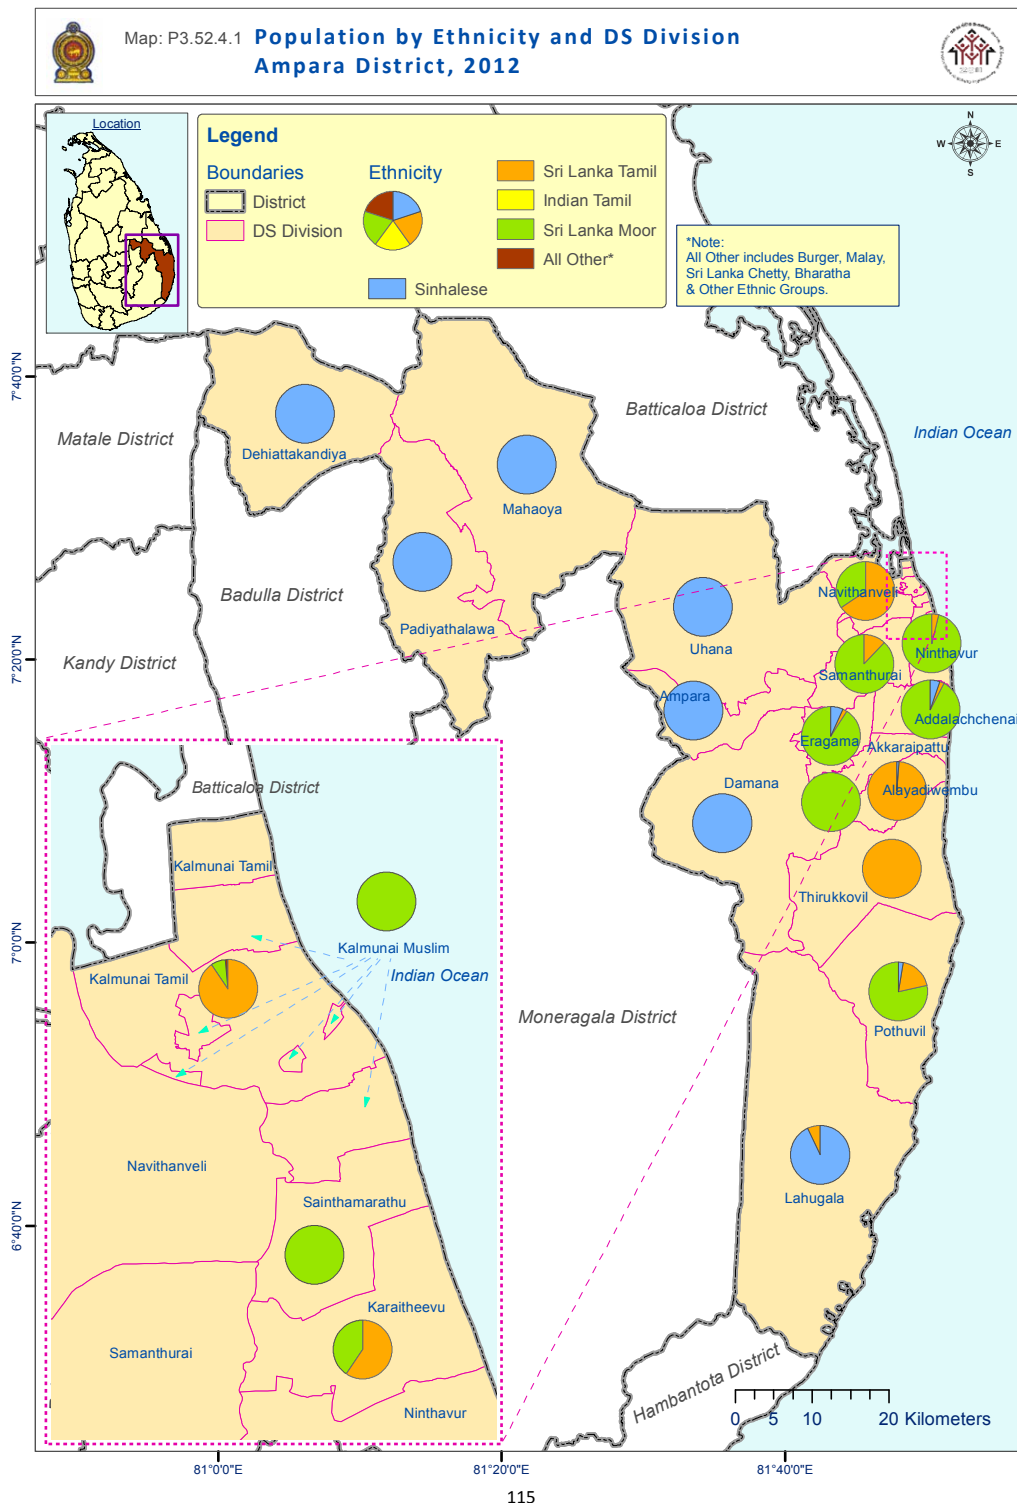 Map: P3.52.4.1 Population by Ethnicity and DS Division
Ampara District, 2012
Location
Legend
Boundaries
District
DS Division
Ethnicity
Sri Lanka Tamil
Indian Tamil
Sri Lanka Moor
All Other*
Sinhalese
*Note:
All Other includes Burger, Malay,
Sri Lanka Chetty, Bharatha
& Other Ethnic Groups.
N
W
E
S
7°40'0"N
7°20'0"N
7°0'0"N
6°40'0"N
Matale District
Kandy District
Badulla District
Batticaloa District
Indian Ocean
Dehiattakandiya
Mahaoya
Padiyathalawa
Uhana
Ampara
Navithanveli
Ninthavur
Samanthurai
Addalachchenai
Eragama
Akkaraipattu
Alayadiwembu
Damana
Thirukkovil
Pothuvil
Lahugala
Moneragala District
Hambantota District
Batticaloa District
Kalmunai Tamil
Kalmunai Muslim
Indian Ocean
Kalmunai Tamil
Navithanveli
Sainthamarathu
Karaitheevu
Samanthurai
Ninthavur
0 5 10 20 Kilometers
81°0'0"E
81°20'0"E
81°40'0"E
115